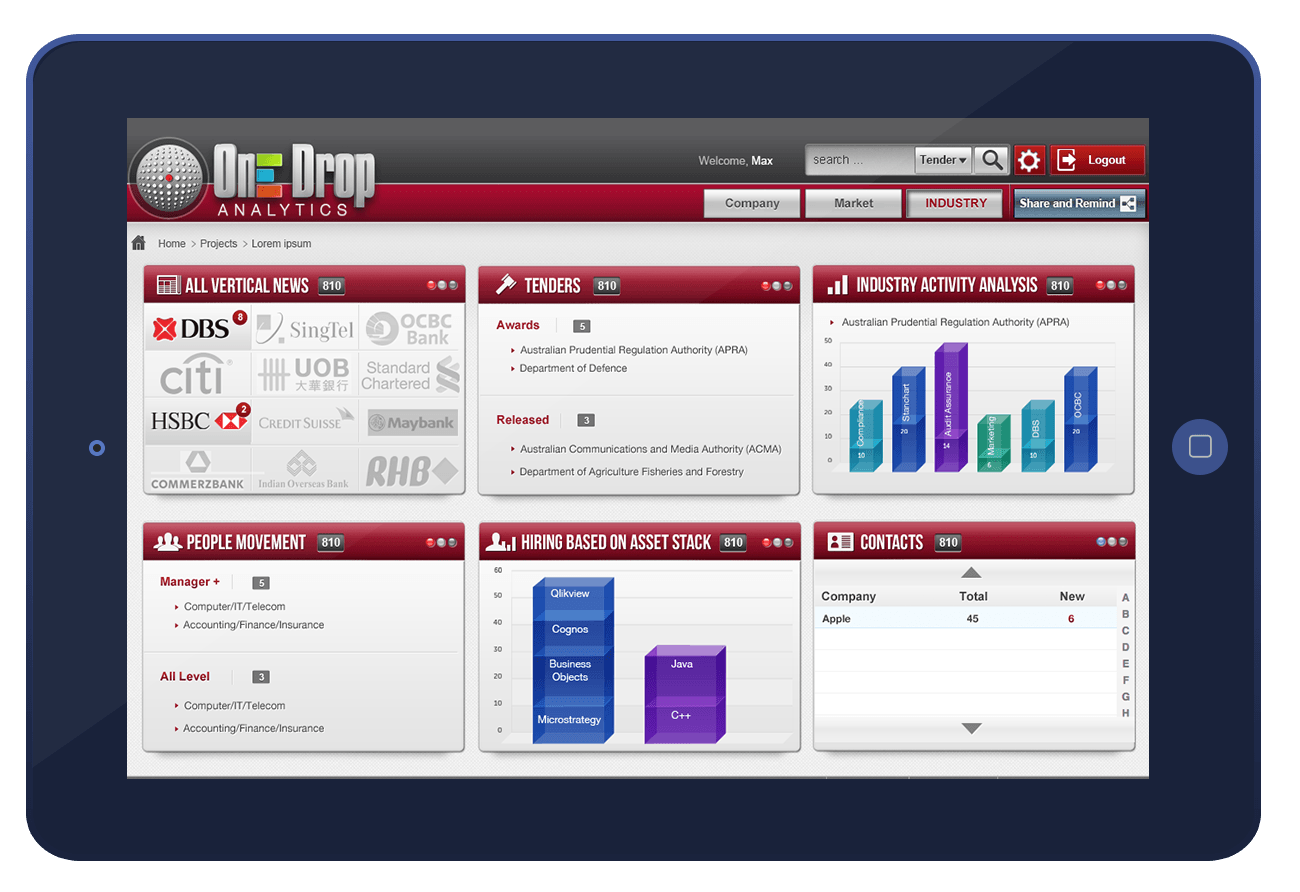 OnE Drop
ANALYTICS
Welcome, Max
search ...
Tender
Logout
Company
Market
INDUSTRY
Share and Remind
Home > Projects > Lorem ipsum
ALL VERTICAL NEWS 810
DBS 8
SingTel
OCBC Bank
citi
UOB
大華銀行
Standard Chartered
HSBC 2
CREDIT SUISSE
Maybank
COMMERZBANK
Indian Overseas Bank
RHB
TENDERS 810
Awards 5
Australian Prudential Regulation Authority (APRA)
Department of Defence
Released 3
Australian Communications and Media Authority (ACMA)
Department of Agriculture Fisheries and Forestry
INDUSTRY ACTIVITY ANALYSIS 810
Australian Prudential Regulation Authority (APRA)
50
40
30
20
10
0
Compliance
10
Stanchart
20
Audit Assurance
14
Marketing
6
DBS
10
OCBC
20
PEOPLE MOVEMENT 810
Manager + 5
Computer/IT/Telecom
Accounting/Finance/Insurance
All Level 3
Computer/IT/Telecom
Accounting/Finance/Insurance
HIRING BASED ON ASSET STACK 810
60
50
40
30
20
10
0
Qlikview
Cognos
Business
Objects
Microstrategy
Java
C++
CONTACTS 810
Company Total New
Apple 45 6
A
B
C
D
E
F
G
H